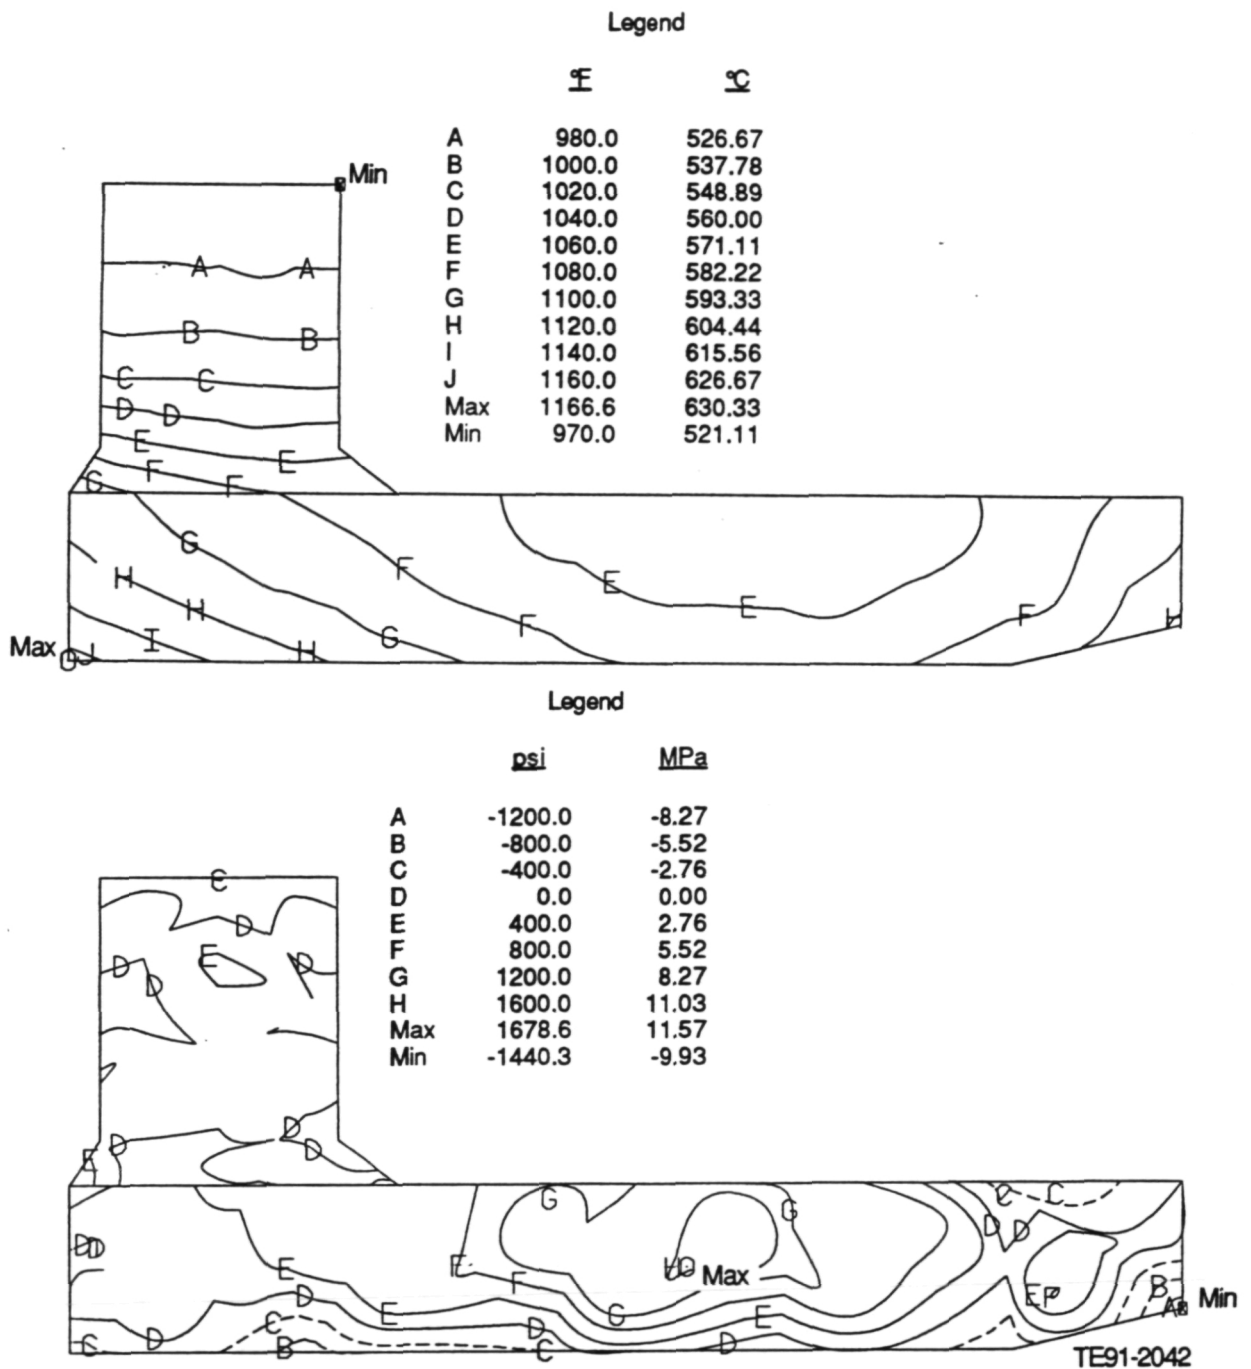 Legend
°F °C
A 980.0 526.67
B 1000.0 537.78
C 1020.0 548.89
D 1040.0 560.00
E 1060.0 571.11
F 1080.0 582.22
G 1100.0 593.33
H 1120.0 604.44
I 1140.0 615.56
J 1160.0 626.67
Max 1166.6 630.33
Min 970.0 521.11
Min
A A
B B
C C
D D
E E
F F
G
G F E E F
H H H
G F
I
Max J
Legend
psi MPa
A -1200.0 -8.27
B -800.0 -5.52
C -400.0 -2.76
D 0.0 0.00
E 400.0 2.76
F 800.0 5.52
G 1200.0 8.27
H 1600.0 11.03
Max 1678.6 11.57
Min -1440.3 -9.93
C
D
E
D D D
D D D
E
G G C C
D D D D
E F F H G Max
D E G E E F B
C D A Min
C D B C D
TE91-2042